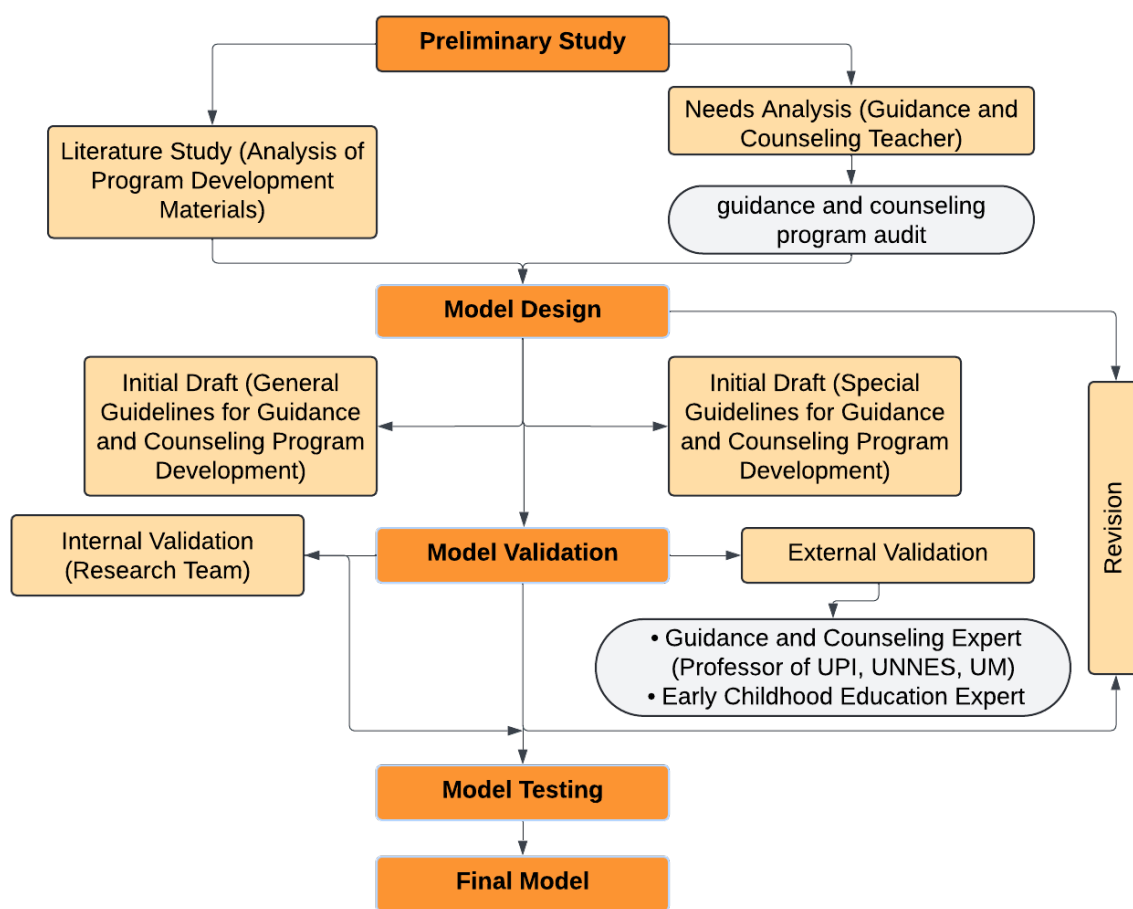 Preliminary Study
Needs Analysis (Guidance and
Counseling Teacher)
Literature Study (Analysis of
Program Development
Materials)
guidance and counseling
program audit
Model Design
Initial Draft (General
Guidelines for Guidance
and Counseling Program
Development)
Initial Draft (Special
Guidelines for Guidance
and Counseling Program
Development)
Revision
Internal Validation
(Research Team)
Model Validation
External Validation
• Guidance and Counseling Expert
(Professor of UPI, UNNES, UM)
• Early Childhood Education Expert
Model Testing
Final Model